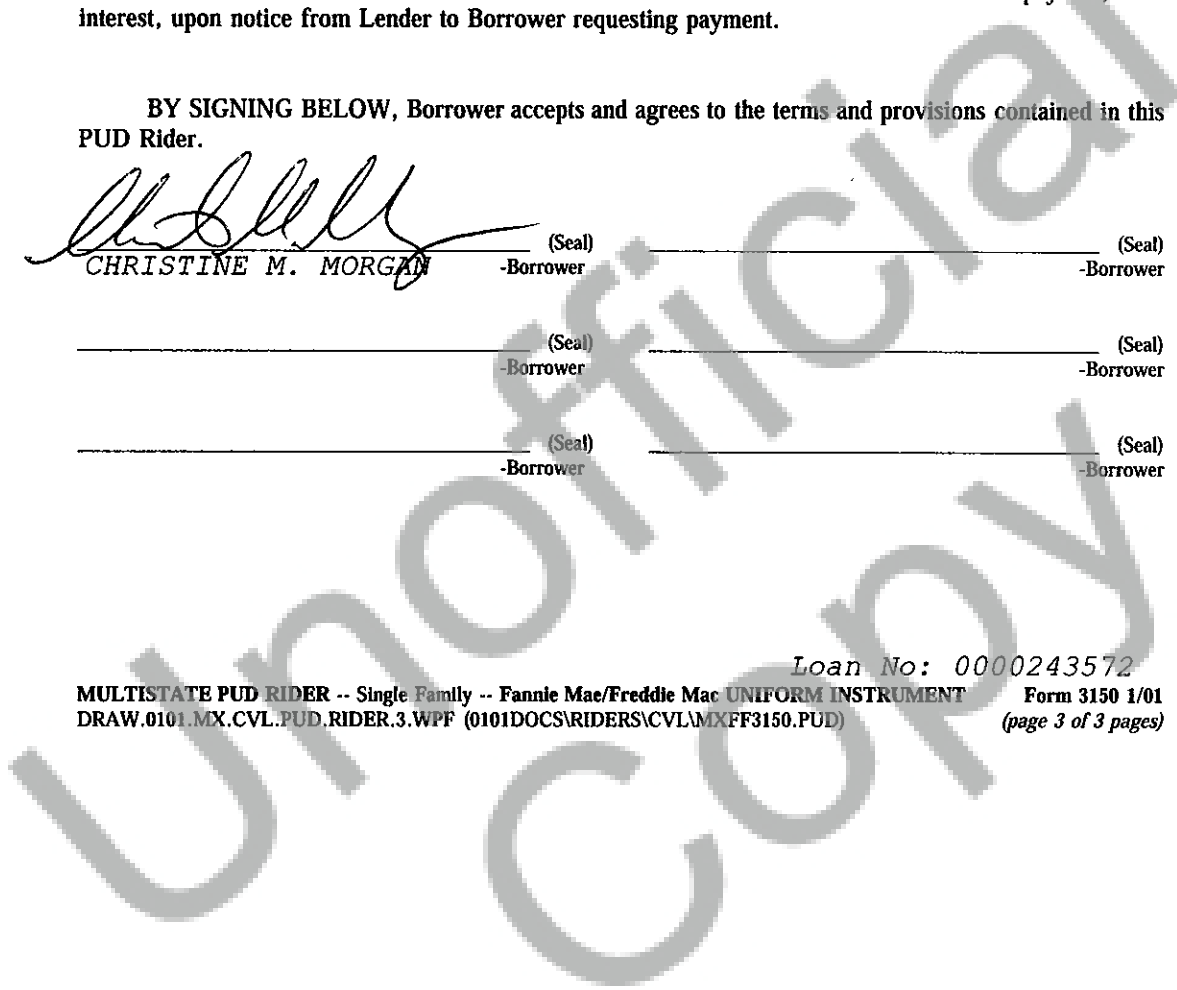 interest, upon notice from Lender to Borrower requesting payment.
BY SIGNING BELOW, Borrower accepts and agrees to the terms and provisions contained in this
PUD Rider.
(Seal) (Seal)
CHRISTINE M. MORGAN -Borrower -Borrower
(Seal) (Seal)
-Borrower -Borrower
(Seal) (Seal)
-Borrower -Borrower
Loan No: 0000243572
MULTISTATE PUD RIDER -- Single Family -- Fannie Mae/Freddie Mac UNIFORM INSTRUMENT Form 3150 1/01
DRAW.0101.MX.CVL.PUD.RIDER.3.WPF (0101DOCS\RIDERS\CVL\MXFF3150.PUD) (page 3 of 3 pages)
Unofficial
Copy